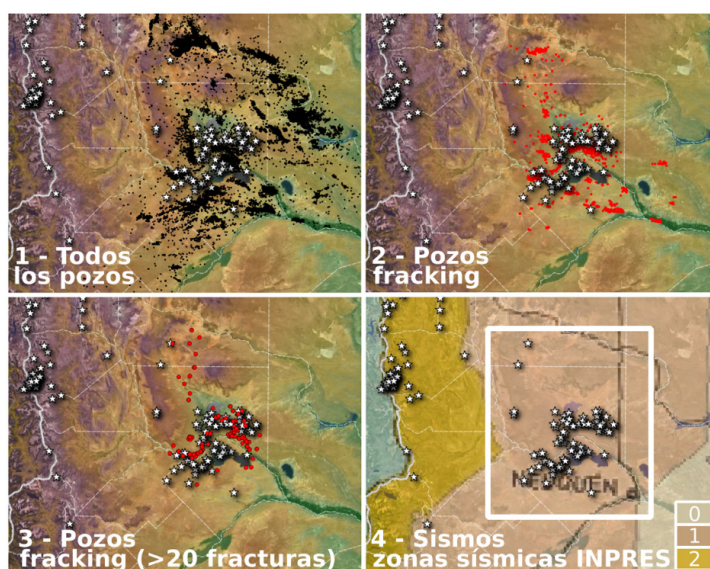 1 - Todos
los pozos
2 - Pozos
fracking
3 - Pozos
fracking (>20 fracturas)
NEUQUÉN
4 - Sismos
zonas sísmicas INPRES
0
1
2